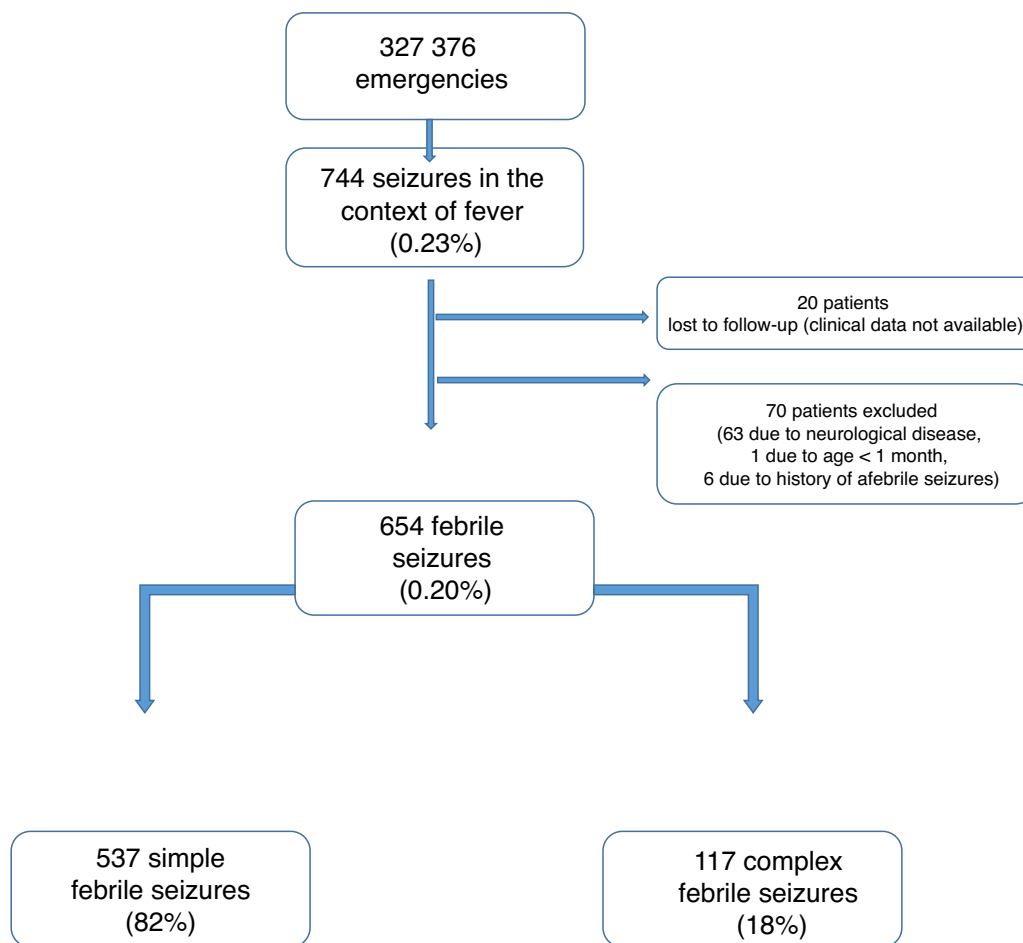 327 376
emergencies
744 seizures in the
context of fever
(0.23%)
20 patients
lost to follow-up (clinical data not available)
70 patients excluded
(63 due to neurological disease,
1 due to age < 1 month,
6 due to history of afebrile seizures)
654 febrile
seizures
(0.20%)
537 simple
febrile seizures
(82%)
117 complex
febrile seizures
(18%)